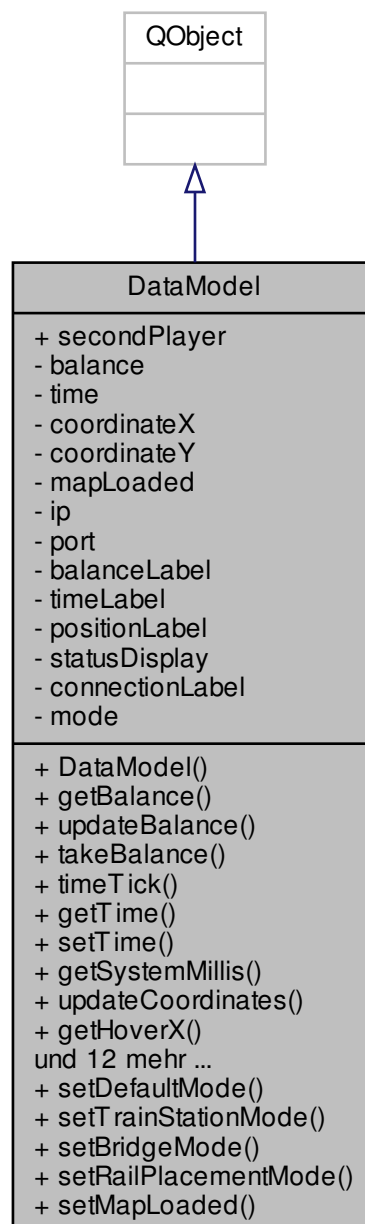 QObject
DataModel
+ secondPlayer
- balance
- time
- coordinateX
- coordinateY
- mapLoaded
- ip
- port
- balanceLabel
- timeLabel
- positionLabel
- statusDisplay
- connectionLabel
- mode
+ DataModel()
+ getBalance()
+ updateBalance()
+ takeBalance()
+ timeTick()
+ getTime()
+ setTime()
+ getSystemMillis()
+ updateCoordinates()
+ getHoverX()
und 12 mehr ...
+ setDefaultMode()
+ setTrainStationMode()
+ setBridgeMode()
+ setRailPlacementMode()
+ setMapLoaded()